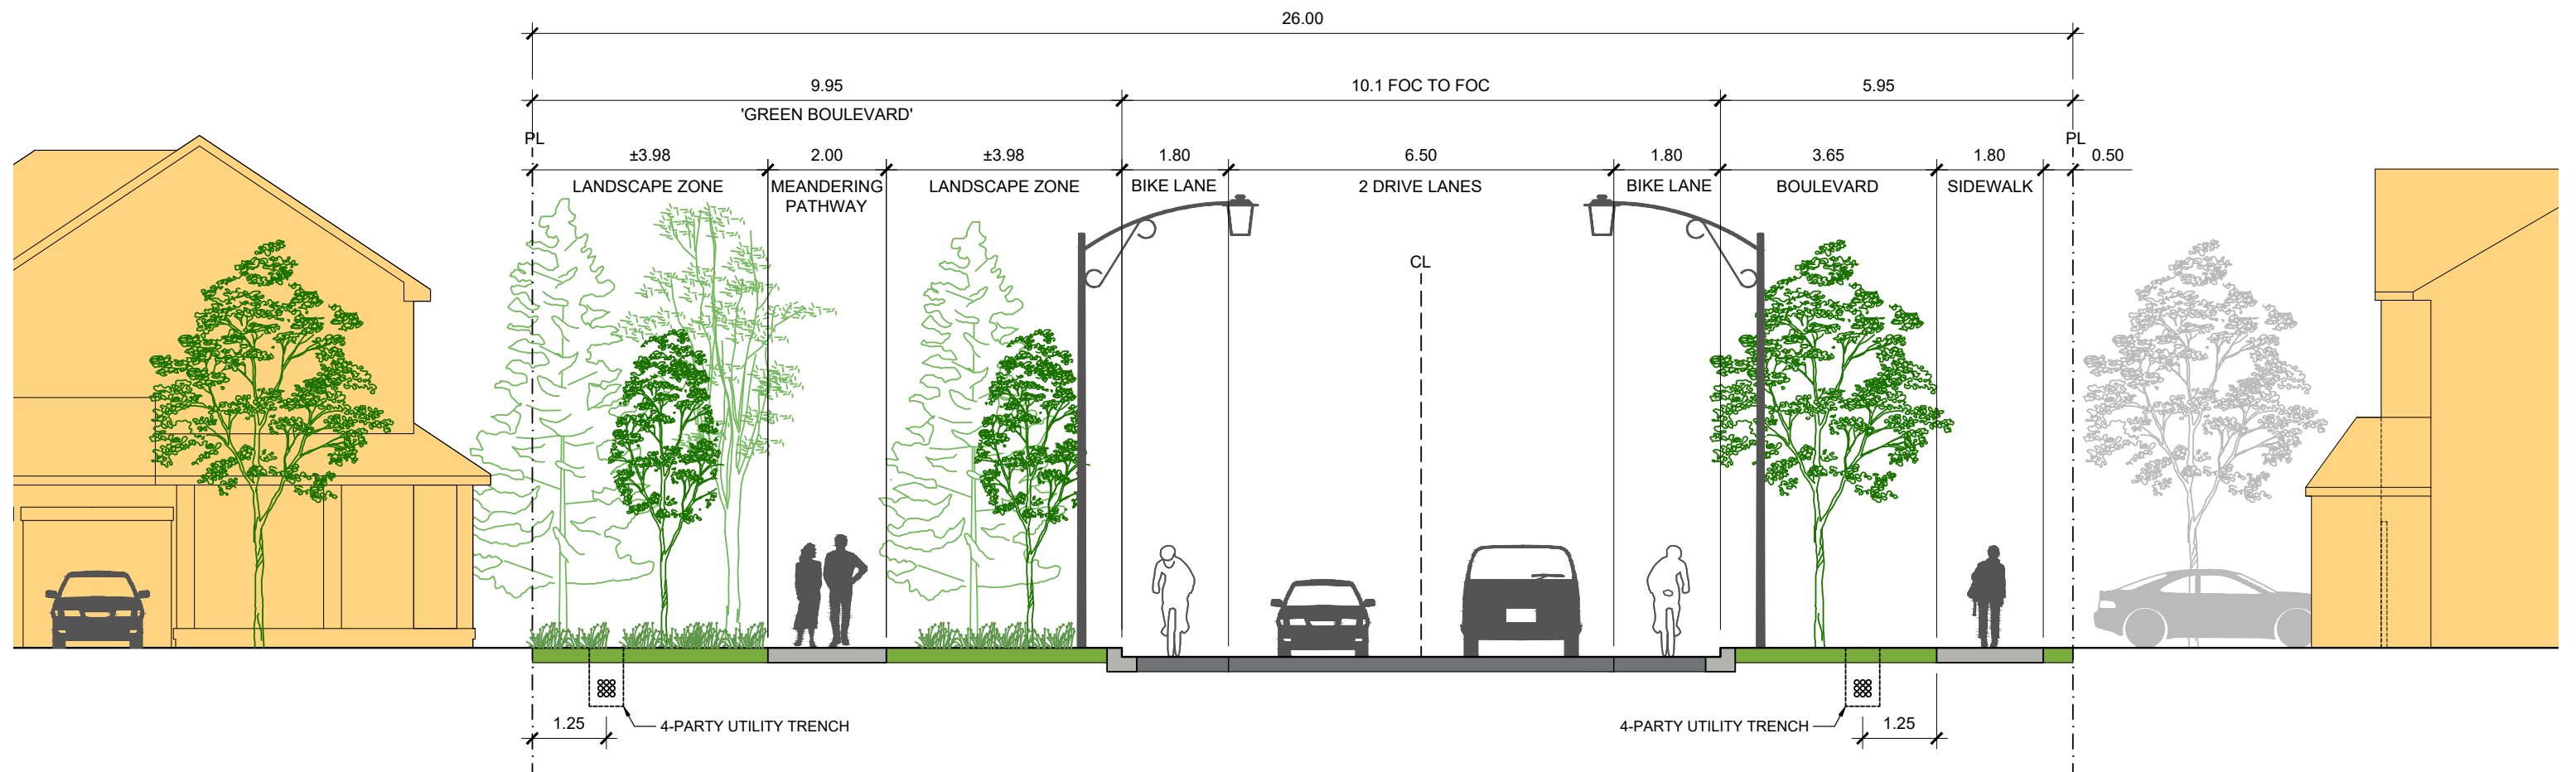 26.00
9.95
10.1 FOC TO FOC
5.95
'GREEN BOULEVARD'
PL
PL
±3.98
2.00
±3.98
1.80
6.50
1.80
3.65
1.80
0.50
LANDSCAPE ZONE
MEANDERING
PATHWAY
LANDSCAPE ZONE
BIKE LANE
2 DRIVE LANES
BIKE LANE
BOULEVARD
SIDEWALK
CL
1.25
4-PARTY UTILITY TRENCH
4-PARTY UTILITY TRENCH
1.25